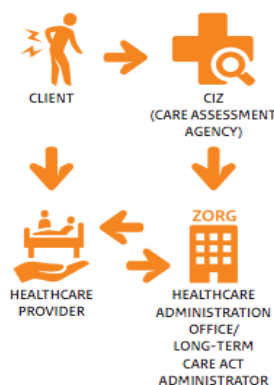 CLIENT
CIZ
(CARE ASSESSMENT
AGENCY)
HEALTHCARE
PROVIDER
ZORG
HEALTHCARE
ADMINISTRATION
OFFICE/
LONG-TERM
CARE ACT
ADMINISTRATOR